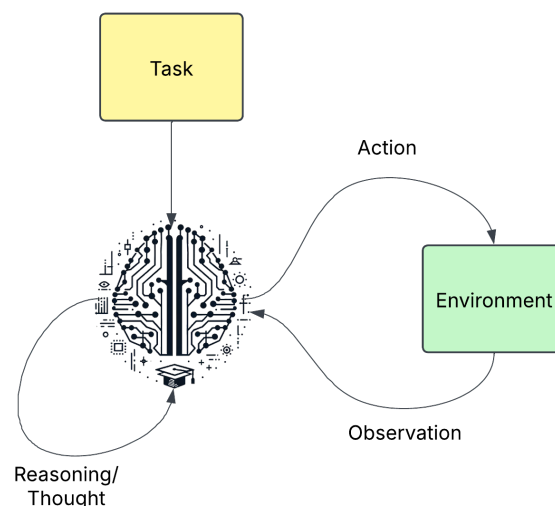 Task
Action
Environment
Observation
Reasoning/
Thought